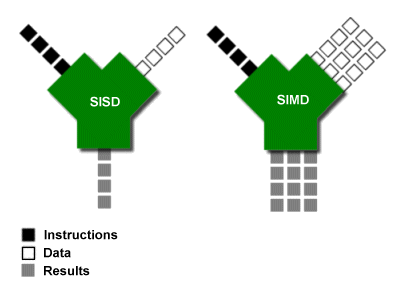 SISD
SIMD
Instructions
Data
Results